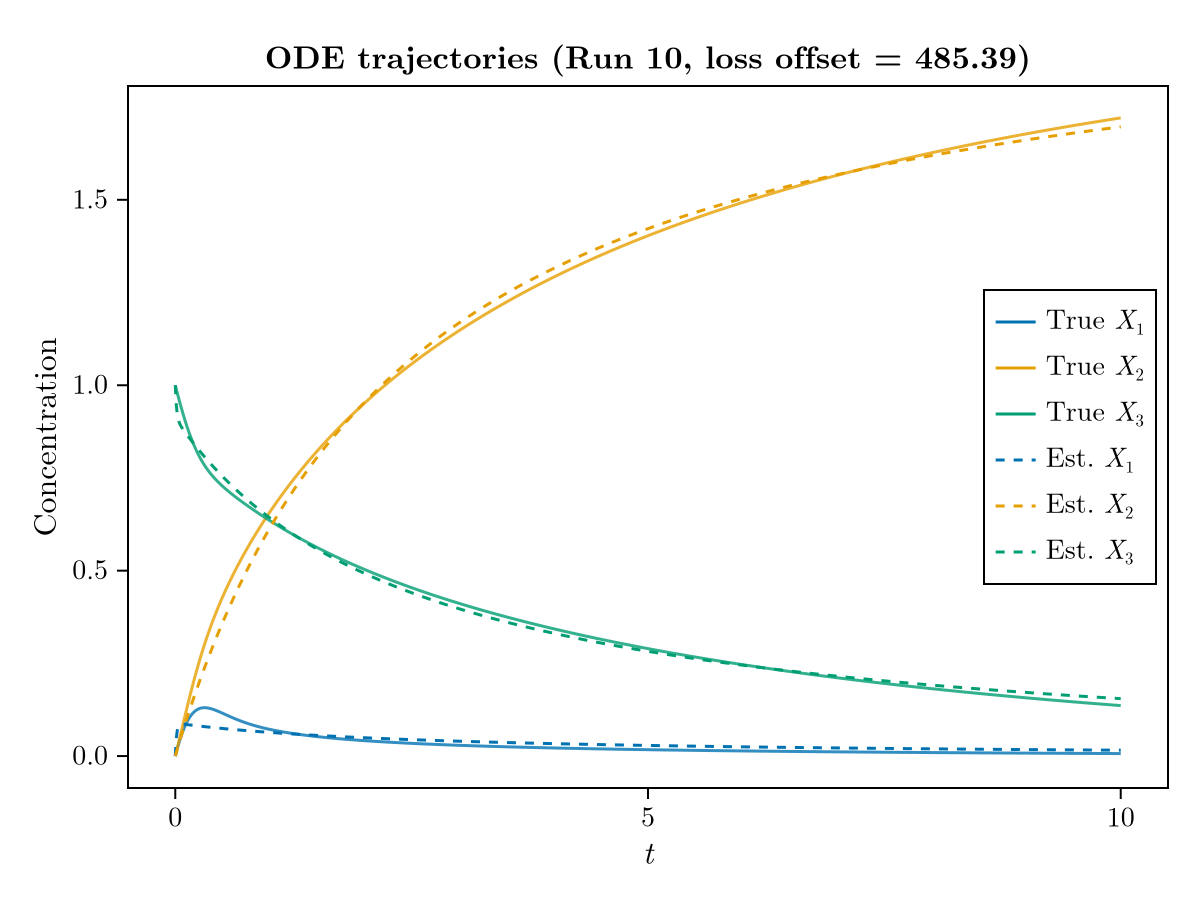 ODE trajectories (Run 10, loss offset = 485.39)
Concentration
1.5
1.0
0.5
0.0
0
5
10
t
True X₁
True X₂
True X₃
Est. X₁
Est. X₂
Est. X₃